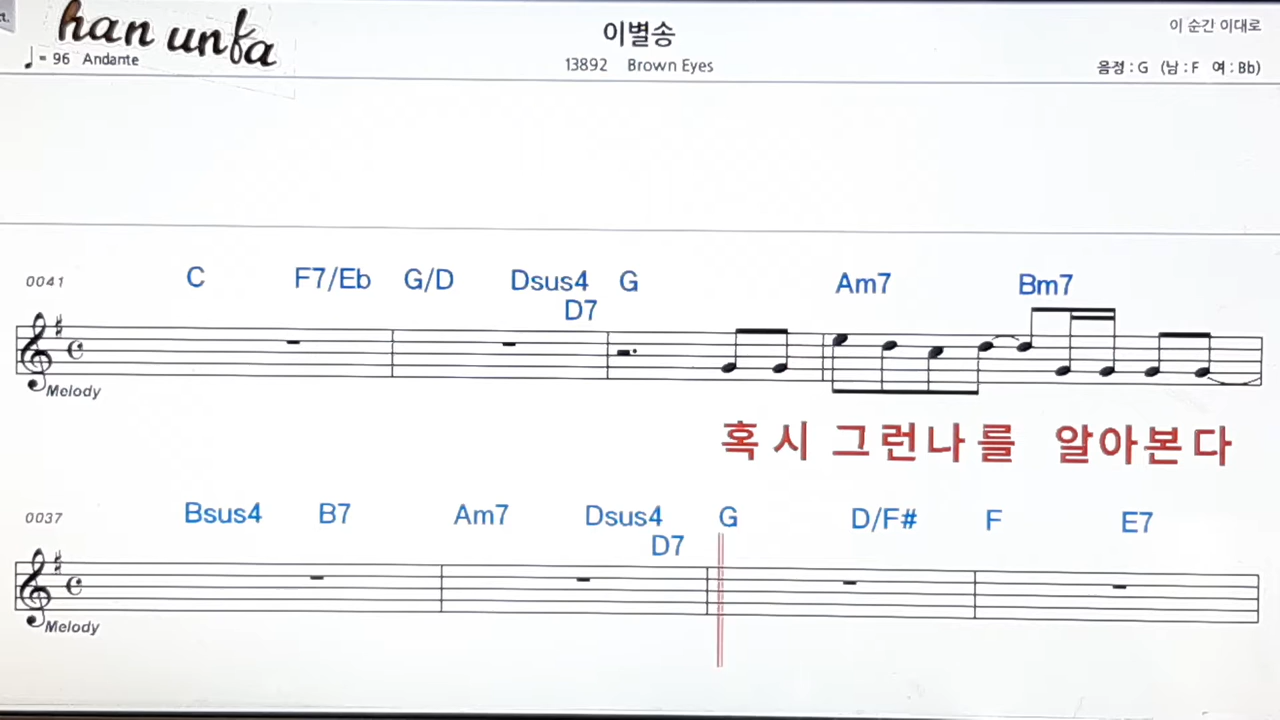 han unfa
♩= 96 Andante
이별송
13892 Brown Eyes
이 순간 이대로
음정 : G (남 : F 여 : Bb)
0041
C F7/Eb G/D Dsus4 G Am7 Bm7
D7
Melody
혹시 그런나를 알아본다
0037
Bsus4 B7 Am7 Dsus4 G D/F# F E7
D7
Melody